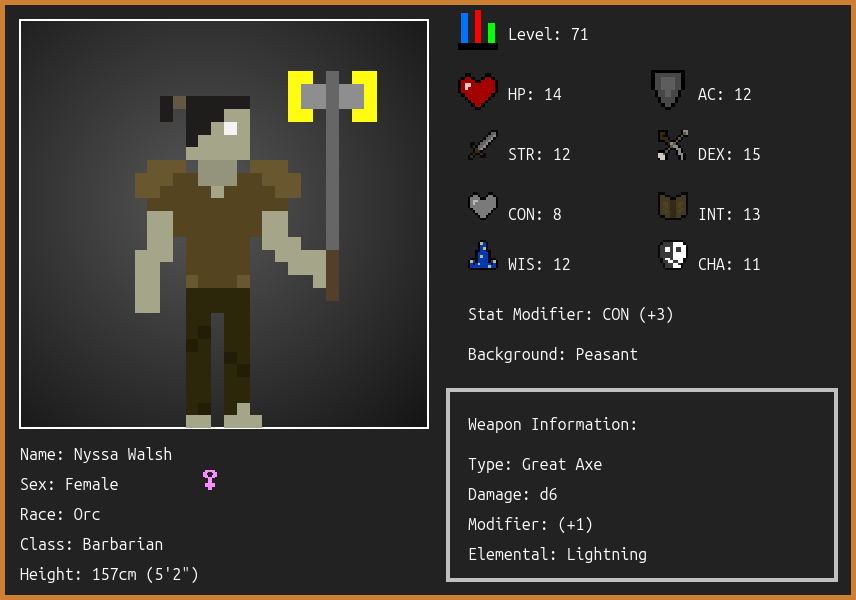 Level: 71
HP: 14
AC: 12
STR: 12
DEX: 15
CON: 8
INT: 13
WIS: 12
CHA: 11
Stat Modifier: CON (+3)
Background: Peasant
Name: Nyssa Walsh
Sex: Female
Race: Orc
Class: Barbarian
Height: 157cm (5'2")
Weapon Information:
Type: Great Axe
Damage: d6
Modifier: (+1)
Elemental: Lightning